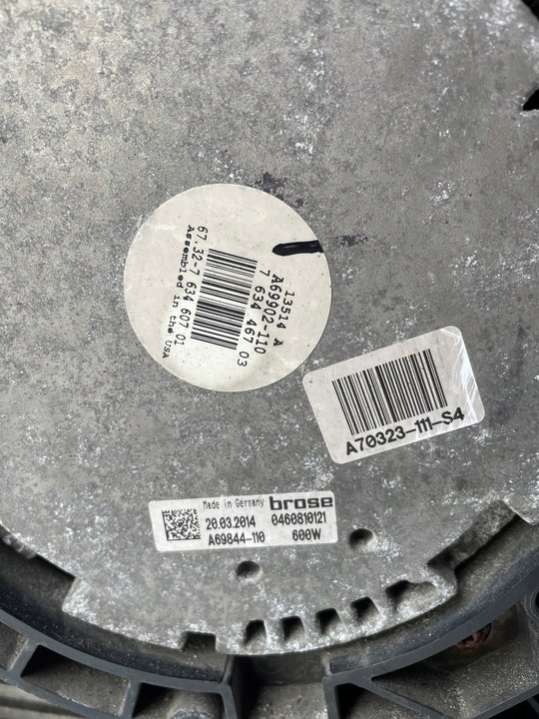 13514 A
A69902-110
7 634 467 03
67.32-7 634 607 01
Assembled in the USA
A70323-111-S4
Made in Germany brose
20.03.2014 0460810121
A69844-110 600W